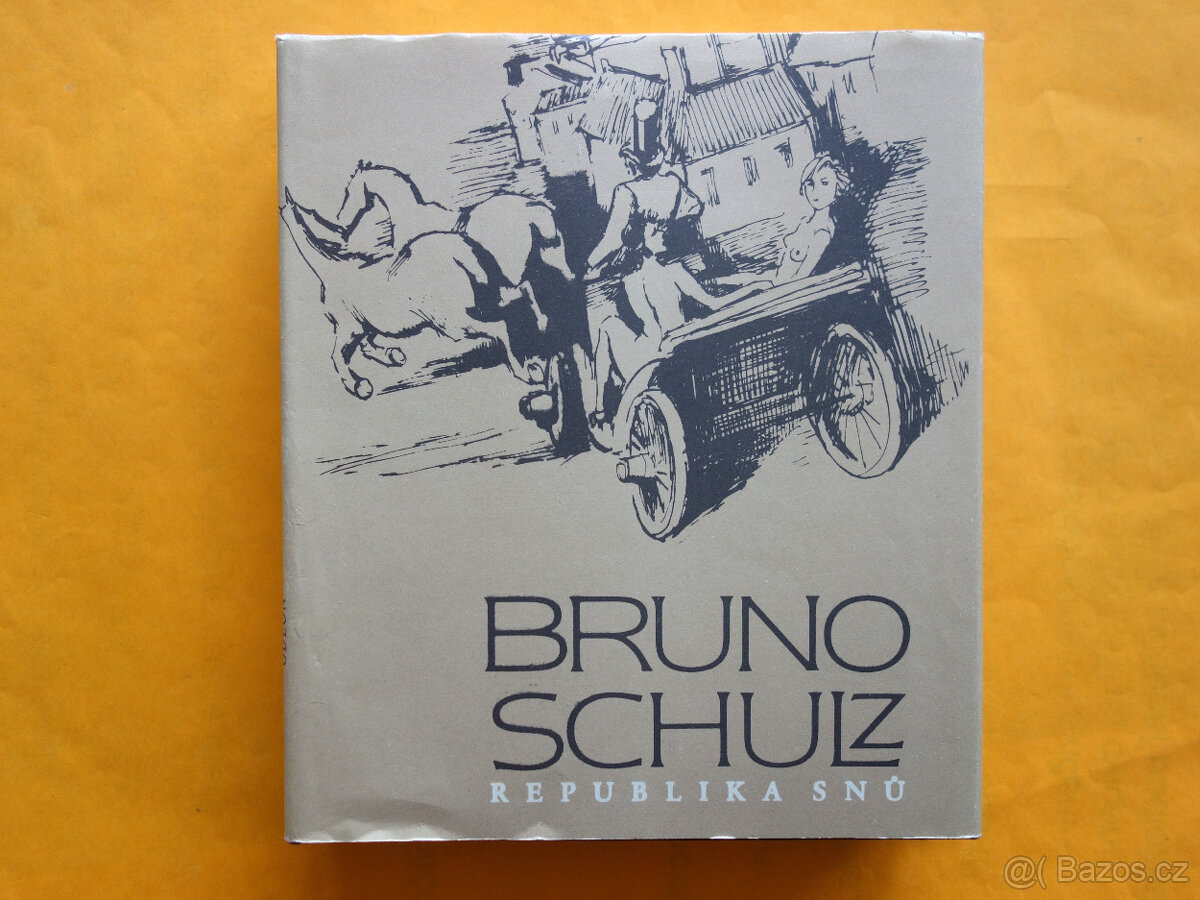 BRUNO
SCHULZ
REPUBLIKA SNŮ
@( Bazos.cz